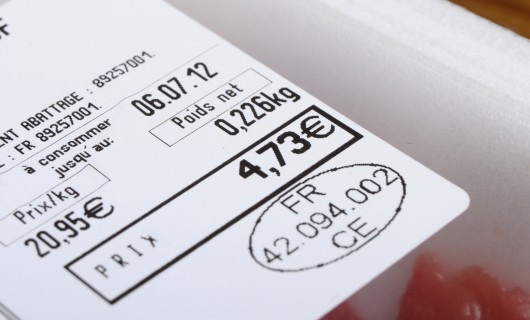 ENT ABATTAGE : 89257001.
: FR 89257001.
à consommer
jusqu'au:
06.07.12
Poids net
0,226kg
Prix/kg
20,95€
PRIX
4,73€
FR
42.094.002
CE